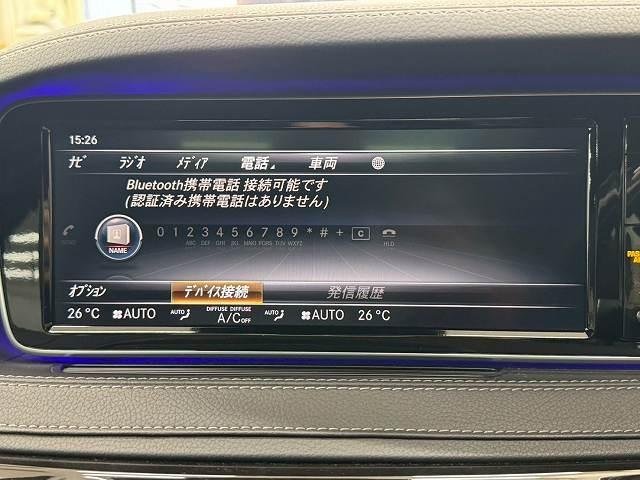 15:26
ﾅﾋﾞ ﾗｼﾞｵ ﾒﾃﾞｨｱ 電話 車両
Bluetooth携帯電話 接続可能です
(認証済み携帯電話はありません)
SEND NAME 0 1 2 3 4 5 6 7 8 9 * # + C
ABC DEF GHI JKL MNO PQRS TUV WXYZ HLD
ｵﾌﾟｼｮﾝ ﾃﾞﾊﾞｲｽ接続 発信履歴
26℃ AUTO AUTO DIFFUSE DIFFUSE AUTO AUTO 26℃
A/C OFF